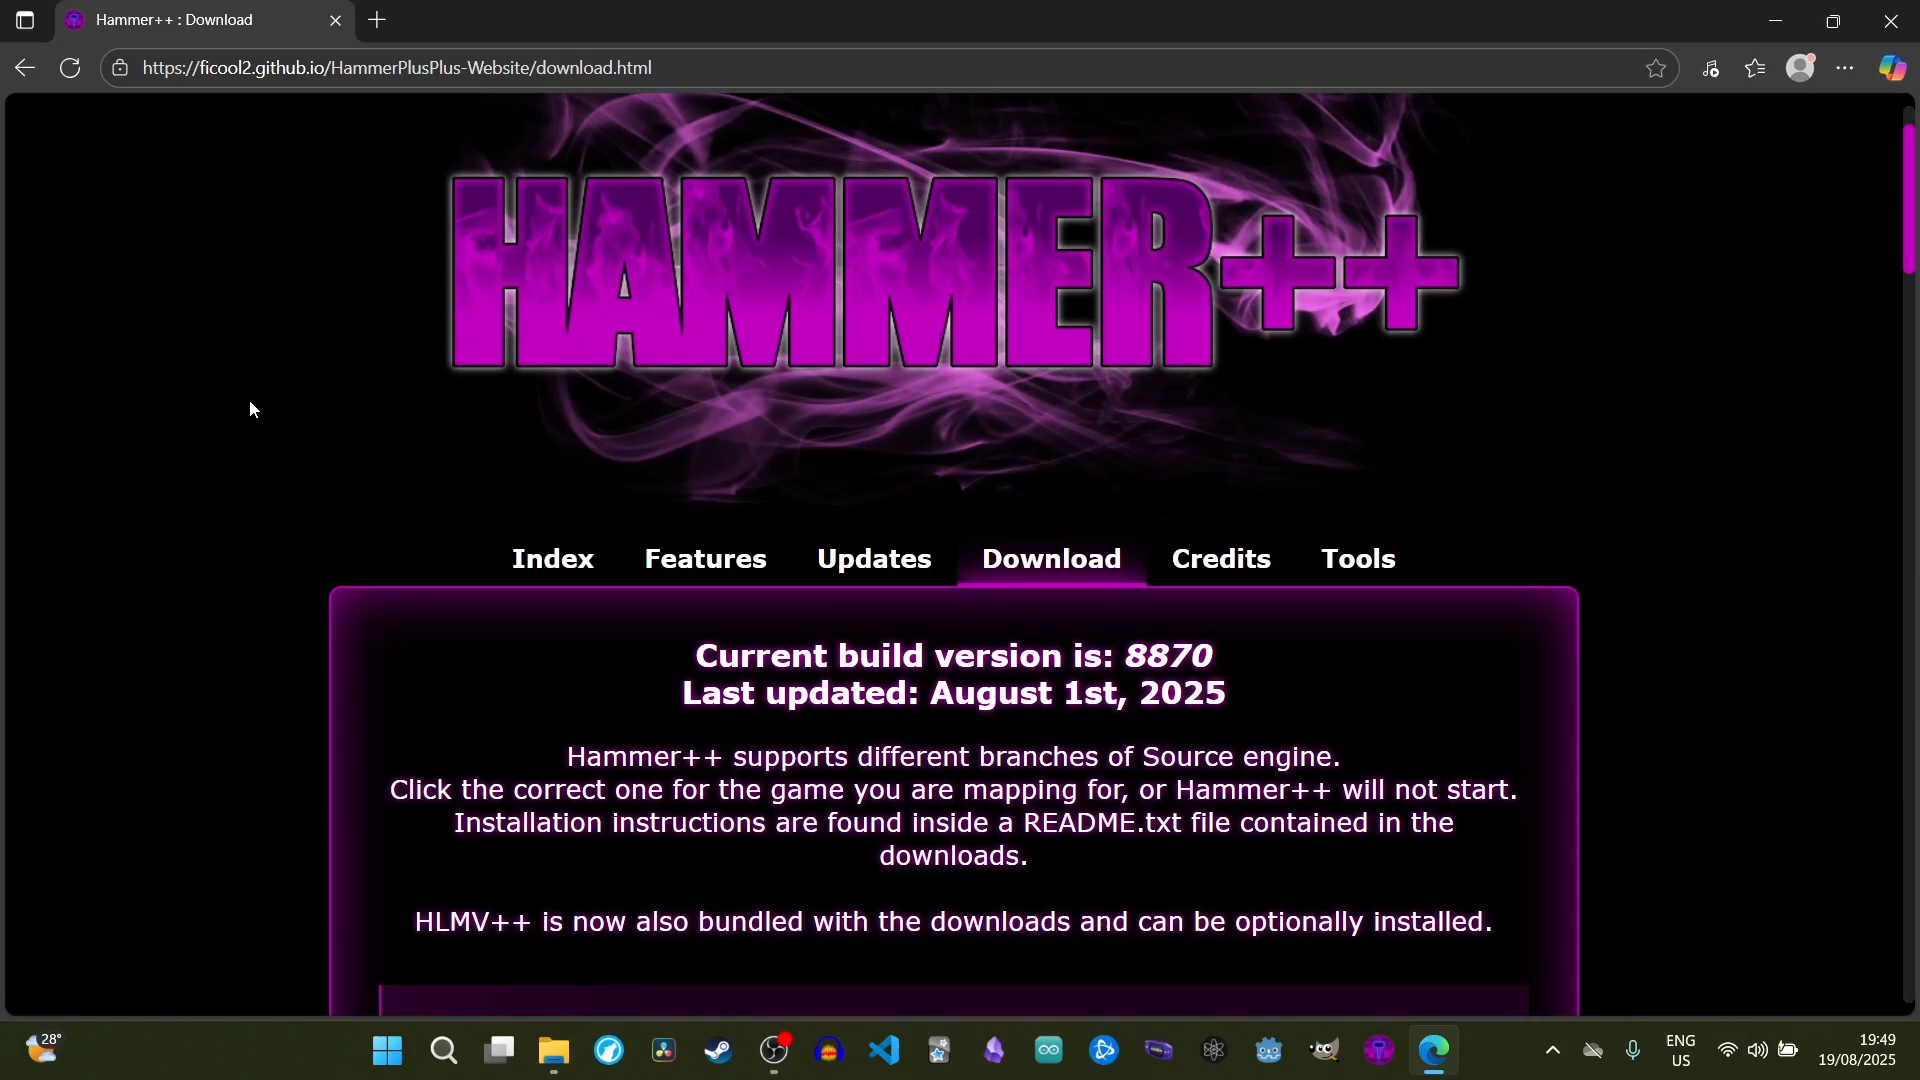 Hammer++ : Download
https://ficool2.github.io/HammerPlusPlus-Website/download.html
HAMMER++
Index
Features
Updates
Download
Credits
Tools
Current build version is: 8870
Last updated: August 1st, 2025
Hammer++ supports different branches of Source engine.
Click the correct one for the game you are mapping for, or Hammer++ will not start.
Installation instructions are found inside a README.txt file contained in the
downloads.
HLMV++ is now also bundled with the downloads and can be optionally installed.
28°
ENG
US
19:49
19/08/2025